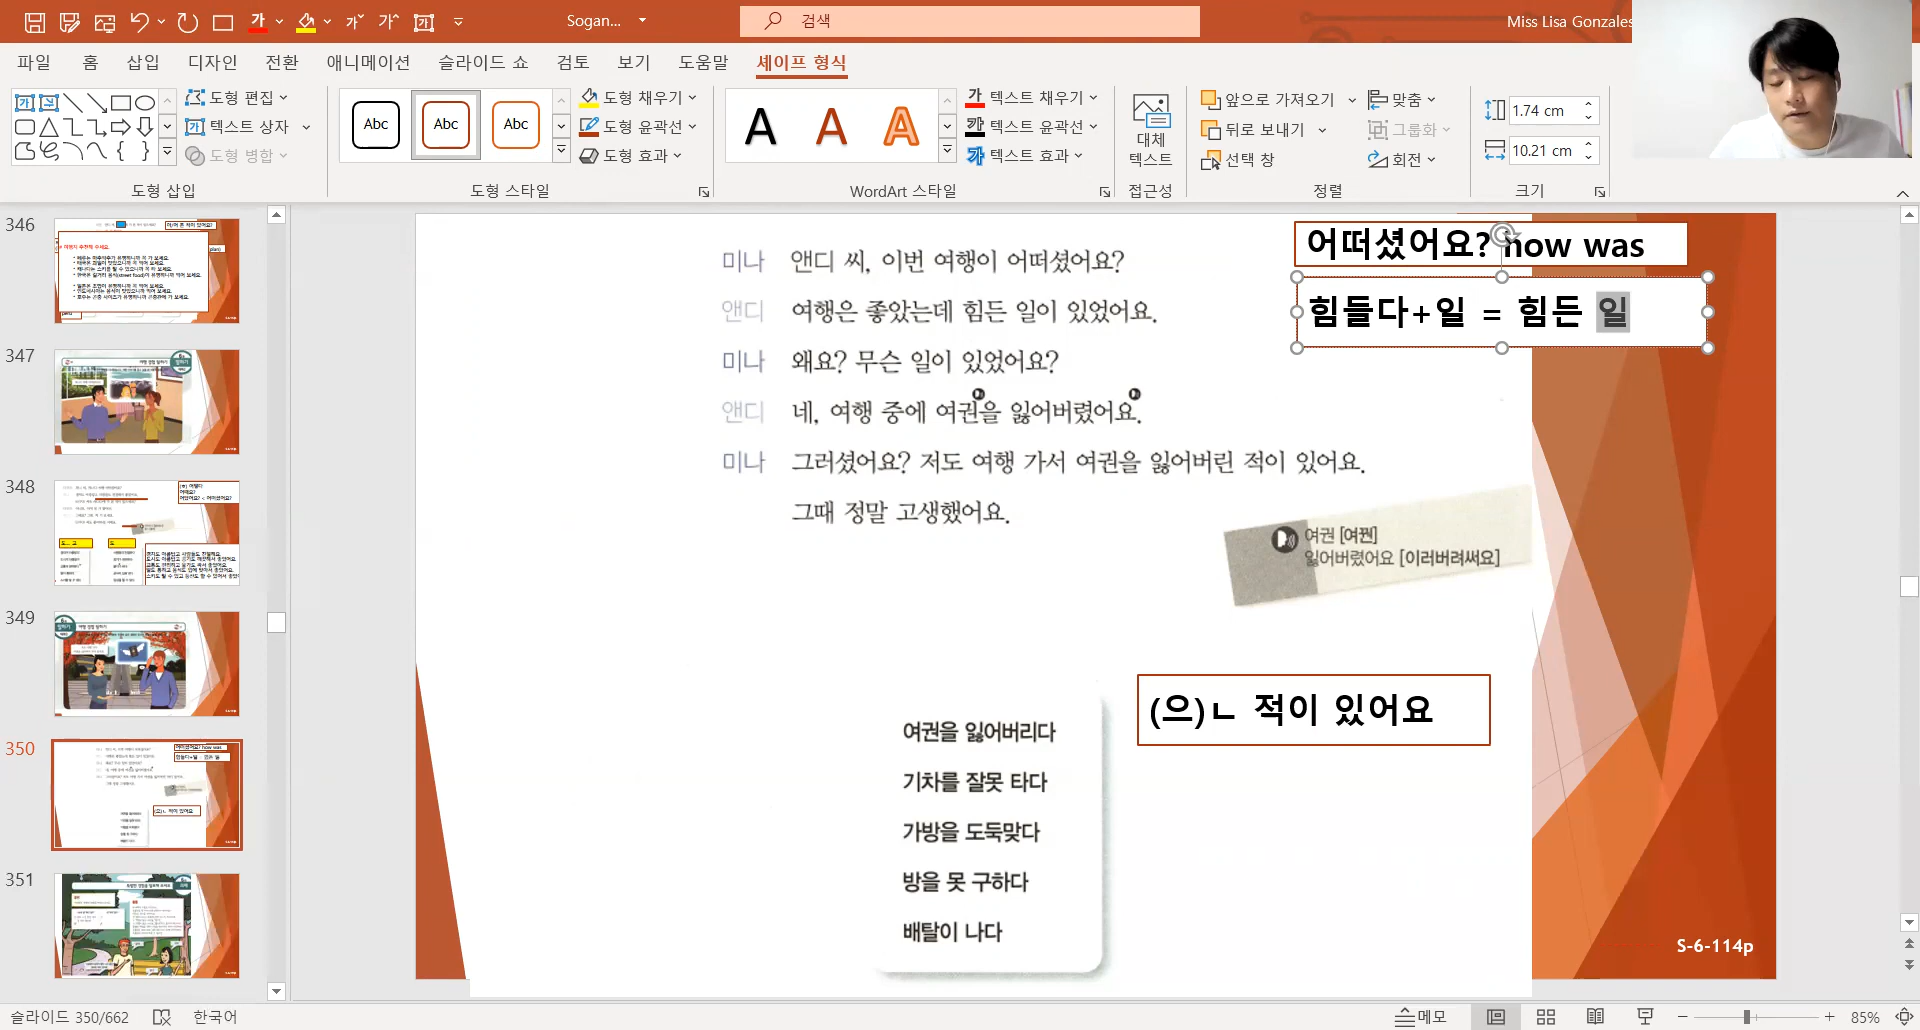 Sogan...
검색
Miss Lisa Gonzales
파일 홈 삽입 디자인 전환 애니메이션 슬라이드 쇼 검토 보기 도움말 셰이프 형식
도형 편집
텍스트 상자
도형 병합
도형 삽입
Abc Abc Abc
도형 채우기
도형 윤곽선
도형 효과
도형 스타일
A A A
텍스트 채우기
텍스트 윤곽선
텍스트 효과
WordArt 스타일
대체
텍스트
접근성
앞으로 가져오기
뒤로 보내기
선택 창
맞춤
그룹화
회전
정렬
1.74 cm
10.21 cm
크기
346
347
348
349
350
351
미나 앤디 씨, 이번 여행이 어떠셨어요?
앤디 여행은 좋았는데 힘든 일이 있었어요.
미나 왜요? 무슨 일이 있었어요?
앤디 네, 여행 중에 여권을 잃어버렸어요.
미나 그러셨어요? 저도 여행 가서 여권을 잃어버린 적이 있어요.
그때 정말 고생했어요.
어떠셨어요? how was
힘들다+일 = 힘든 일
여권 [여꿘]
잃어버렸어요 [이러버려써요]
(으)ㄴ 적이 있어요
여권을 잃어버리다
기차를 잘못 타다
가방을 도둑맞다
방을 못 구하다
배탈이 나다
S-6-114p
슬라이드 350/662
한국어
메모
85%